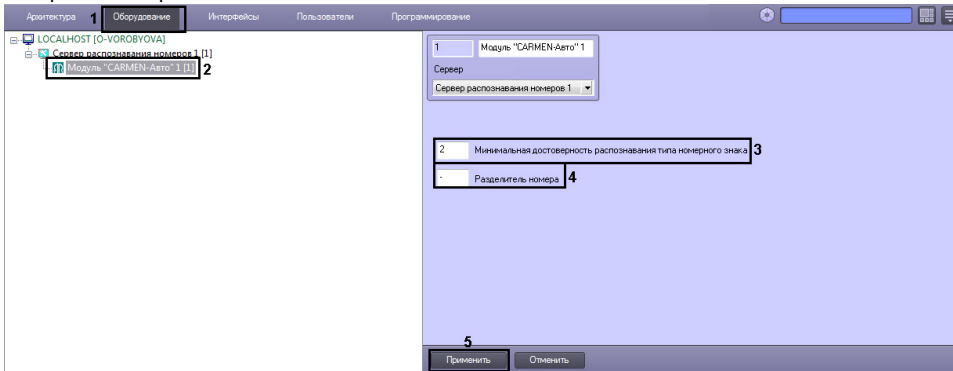 Архитектура 1 Оборудование Интерфейсы Пользователи Программирование
LOCALHOST [O-VOROBYOVA]
Сервер распознавания номеров 1 [1]
Модуль "CARMEN-Авто" 1 [1] 2
1 Модуль "CARMEN-Авто" 1
Сервер
Сервер распознавания номеров 1
2 Минимальная достоверность распознавания типа номерного знака 3
- Разделитель номера 4
5
Применить Отменить